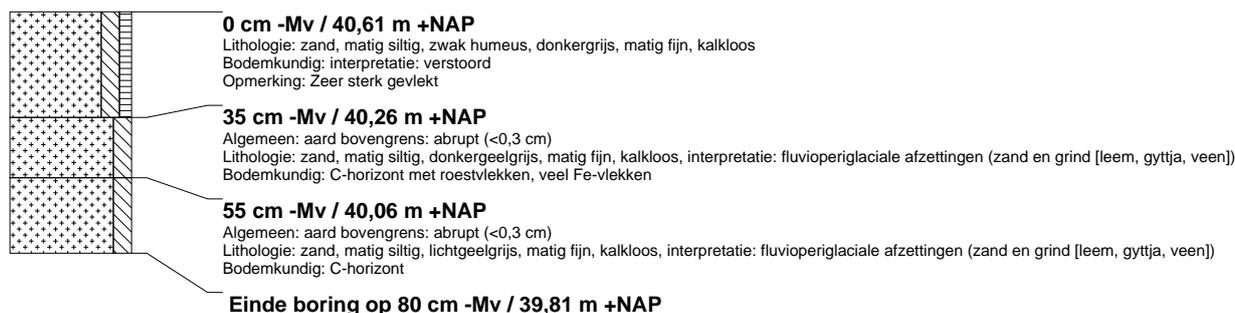 0 cm -Mv / 40,61 m +NAP
Lithologie: zand, matig siltig, zwak humeus, donkergrijs, matig fijn, kalkloos
Bodemkundig: interpretatie: verstoord
Opmerking: Zeer sterk gevlekt
35 cm -Mv / 40,26 m +NAP
Algemeen: aard bovengrens: abrupt (<0,3 cm)
Lithologie: zand, matig siltig, donkergeelgrijs, matig fijn, kalkloos, interpretatie: fluvioperiglaciale afzettingen (zand en grind [leem, gyttja, veen])
Bodemkundig: C-horizont met roestvlekken, veel Fe-vlekken
55 cm -Mv / 40,06 m +NAP
Algemeen: aard bovengrens: abrupt (<0,3 cm)
Lithologie: zand, matig siltig, lichtgeelgrijs, matig fijn, kalkloos, interpretatie: fluvioperiglaciale afzettingen (zand en grind [leem, gyttja, veen])
Bodemkundig: C-horizont
Einde boring op 80 cm -Mv / 39,81 m +NAP